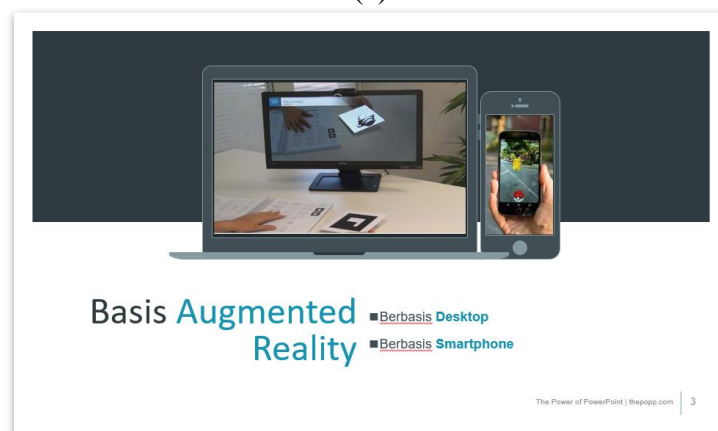 Basis Augmented
Reality
■Berbasis Desktop
■Berbasis Smartphone
The Power of PowerPoint | thepopp.com
3